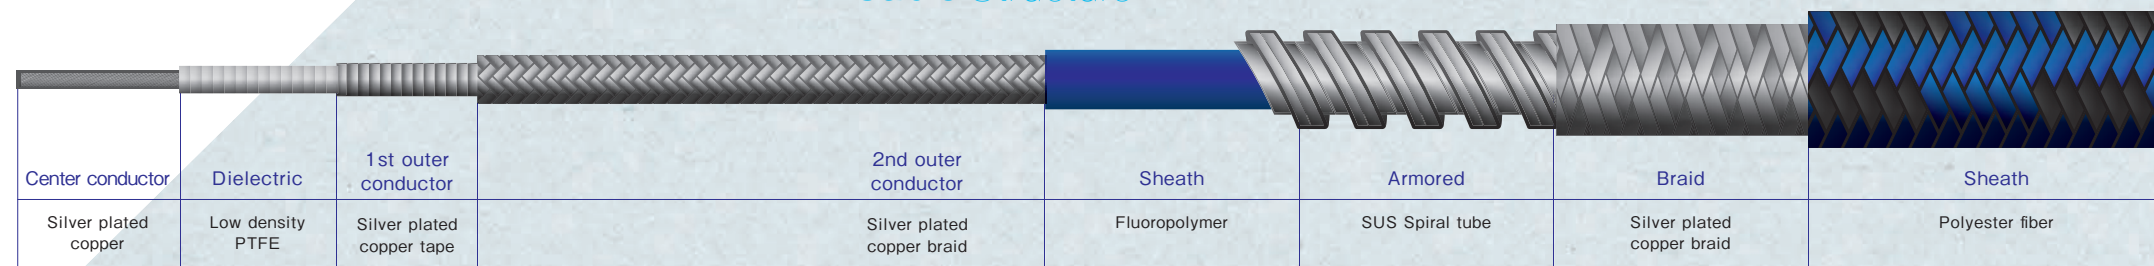 Center conductor
Silver plated
copper
Dielectric
Low density
PTFE
1st outer
conductor
Silver plated
copper tape
2nd outer
conductor
Silver plated
copper braid
Sheath
Fluoropolymer
Armored
SUS Spiral tube
Braid
Silver plated
copper braid
Sheath
Polyester fiber